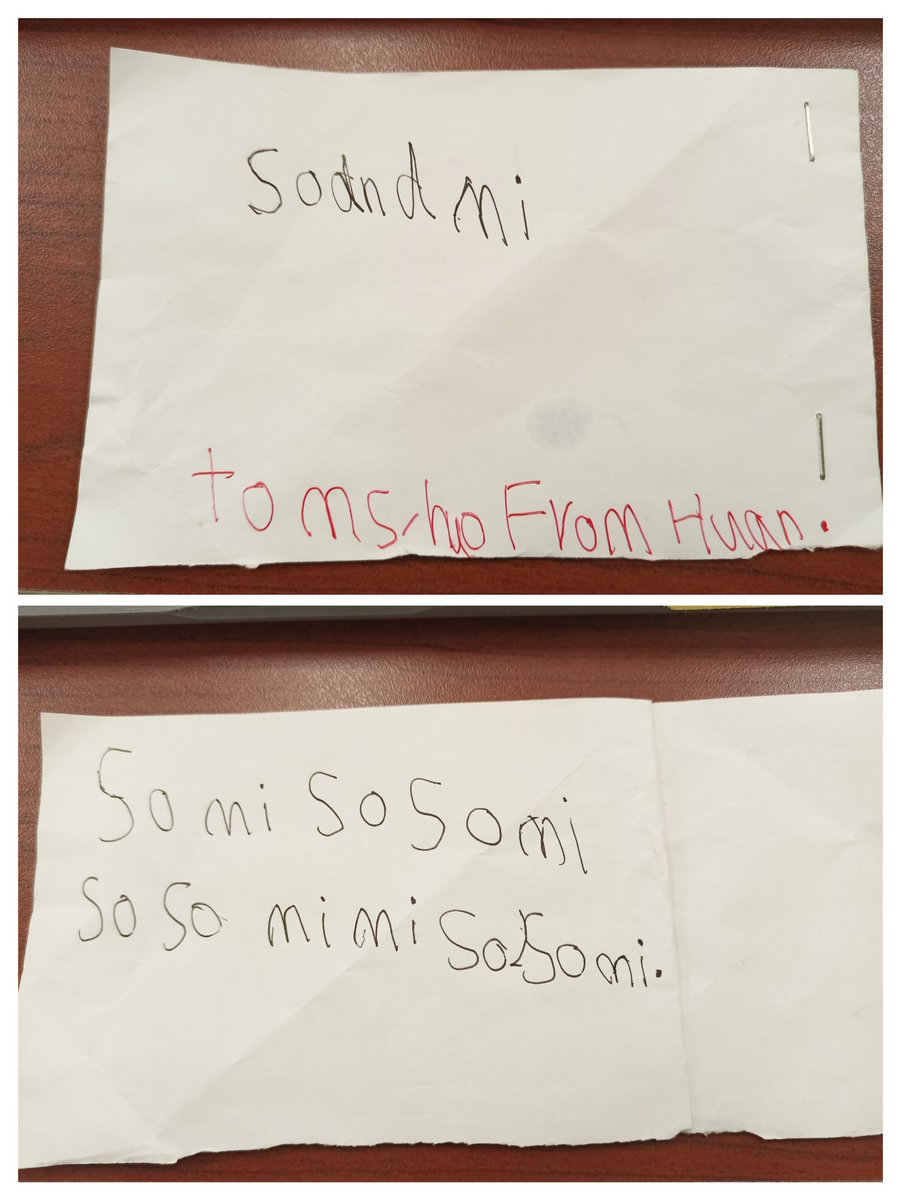 So and mi
to ms. huo From Huan.
So mi So So mi
So So mi mi So So mi.